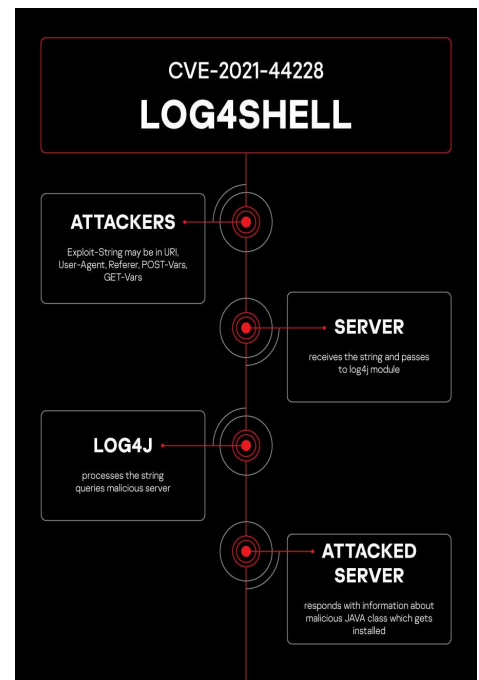 CVE-2021-44228
LOG4SHELL
ATTACKERS
Exploit-String may be in URI,
User-Agent, Referer, POST-Vars,
GET-Vars
SERVER
receives the string and passes
to log4j module
LOG4J
processes the string
queries malicious server
ATTACKED
SERVER
responds with information about
malicious JAVA class which gets
installed